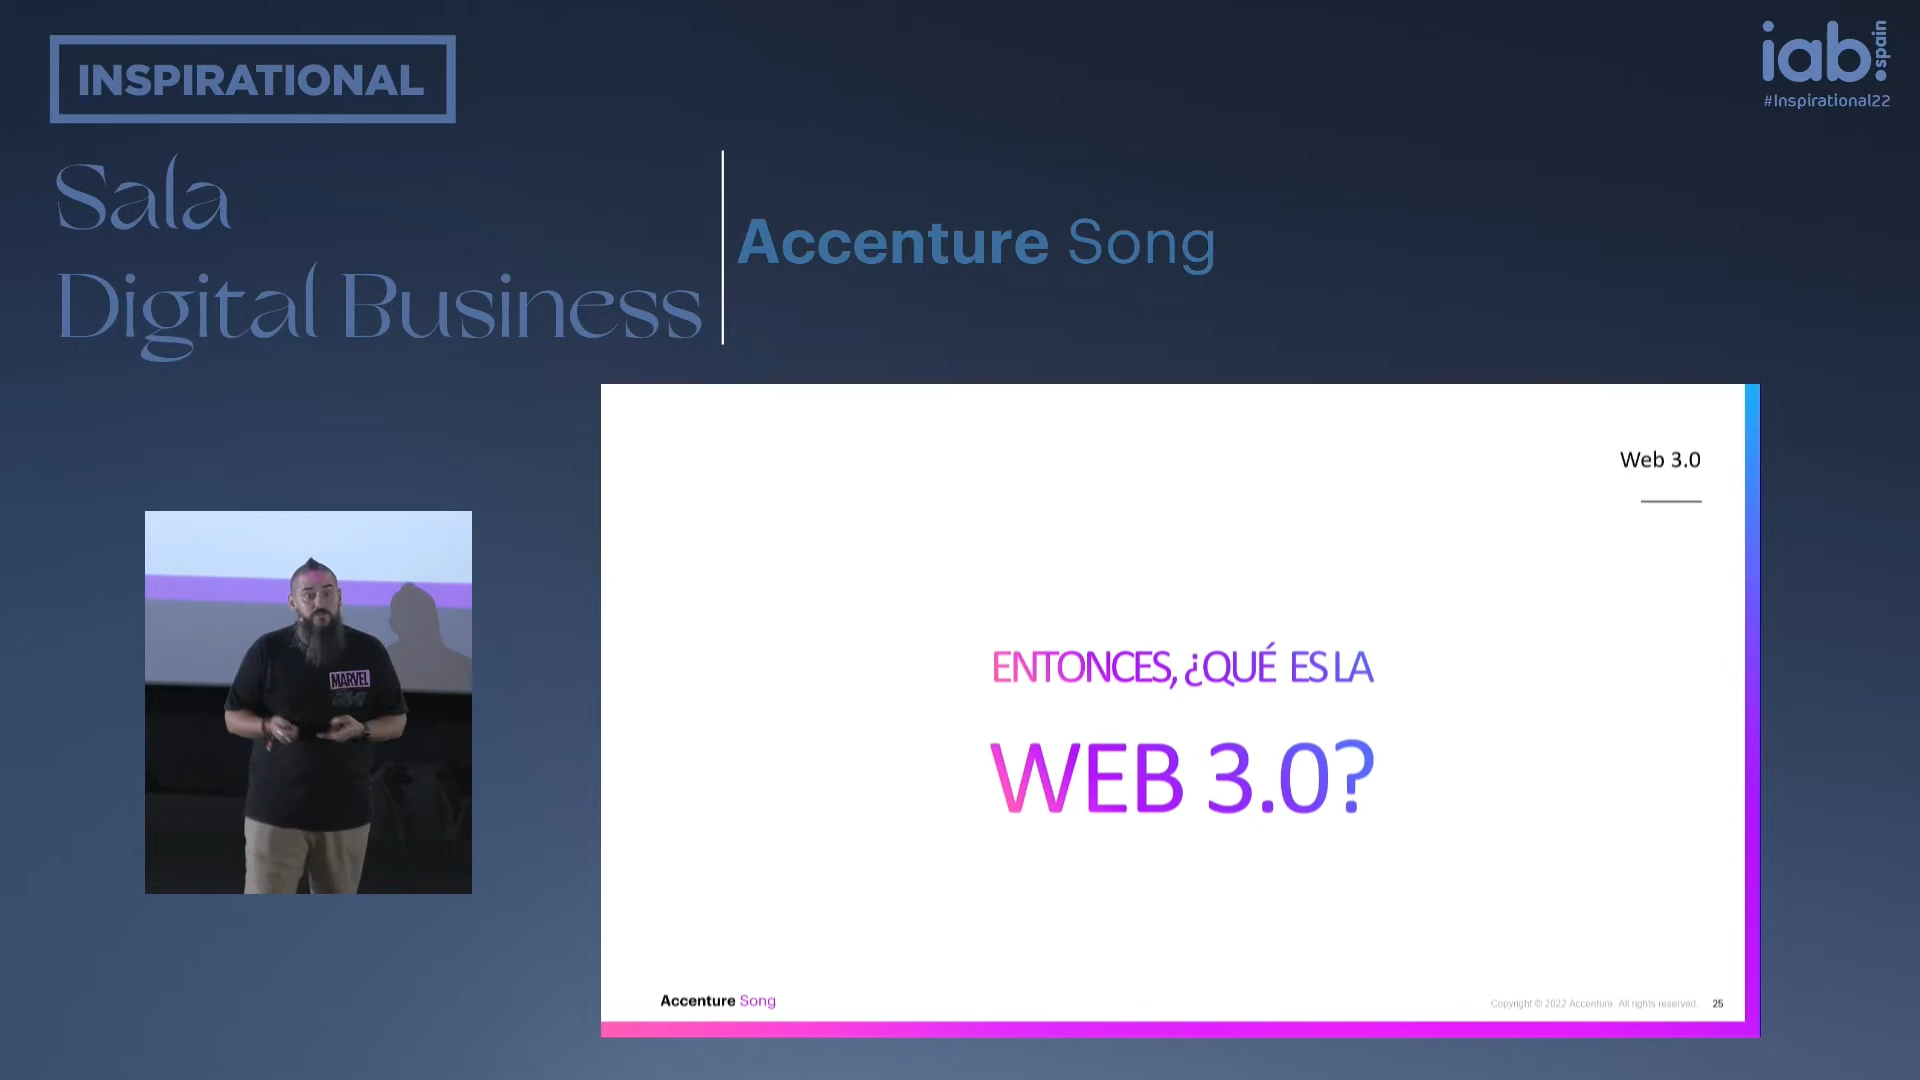 INSPIRATIONAL
iab.spain
#Inspirational22
Sala
Digital Business
Accenture Song
Web 3.0
ENTONCES, ¿QUÉ ES LA
WEB 3.0?
MARVEL
Accenture Song
Copyright © 2022 Accenture. All rights reserved. 25